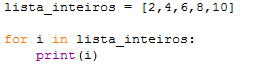 lista_inteiros = [2,4,6,8,10]
for i in lista_inteiros:
    print(i)